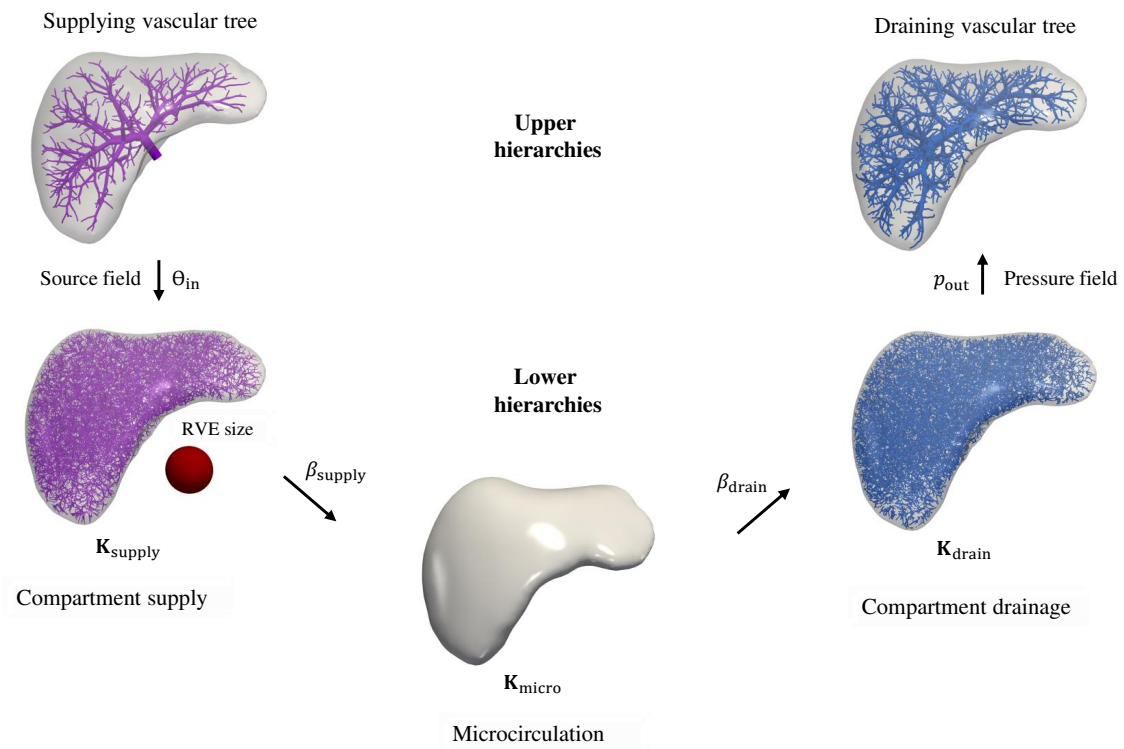 Supplying vascular tree
Draining vascular tree
Upper
hierarchies
Source field
Θin
pout
Pressure field
Lower
hierarchies
RVE size
βsupply
βdrain
Ksupply
Kdrain
Compartment supply
Compartment drainage
Kmicro
Microcirculation